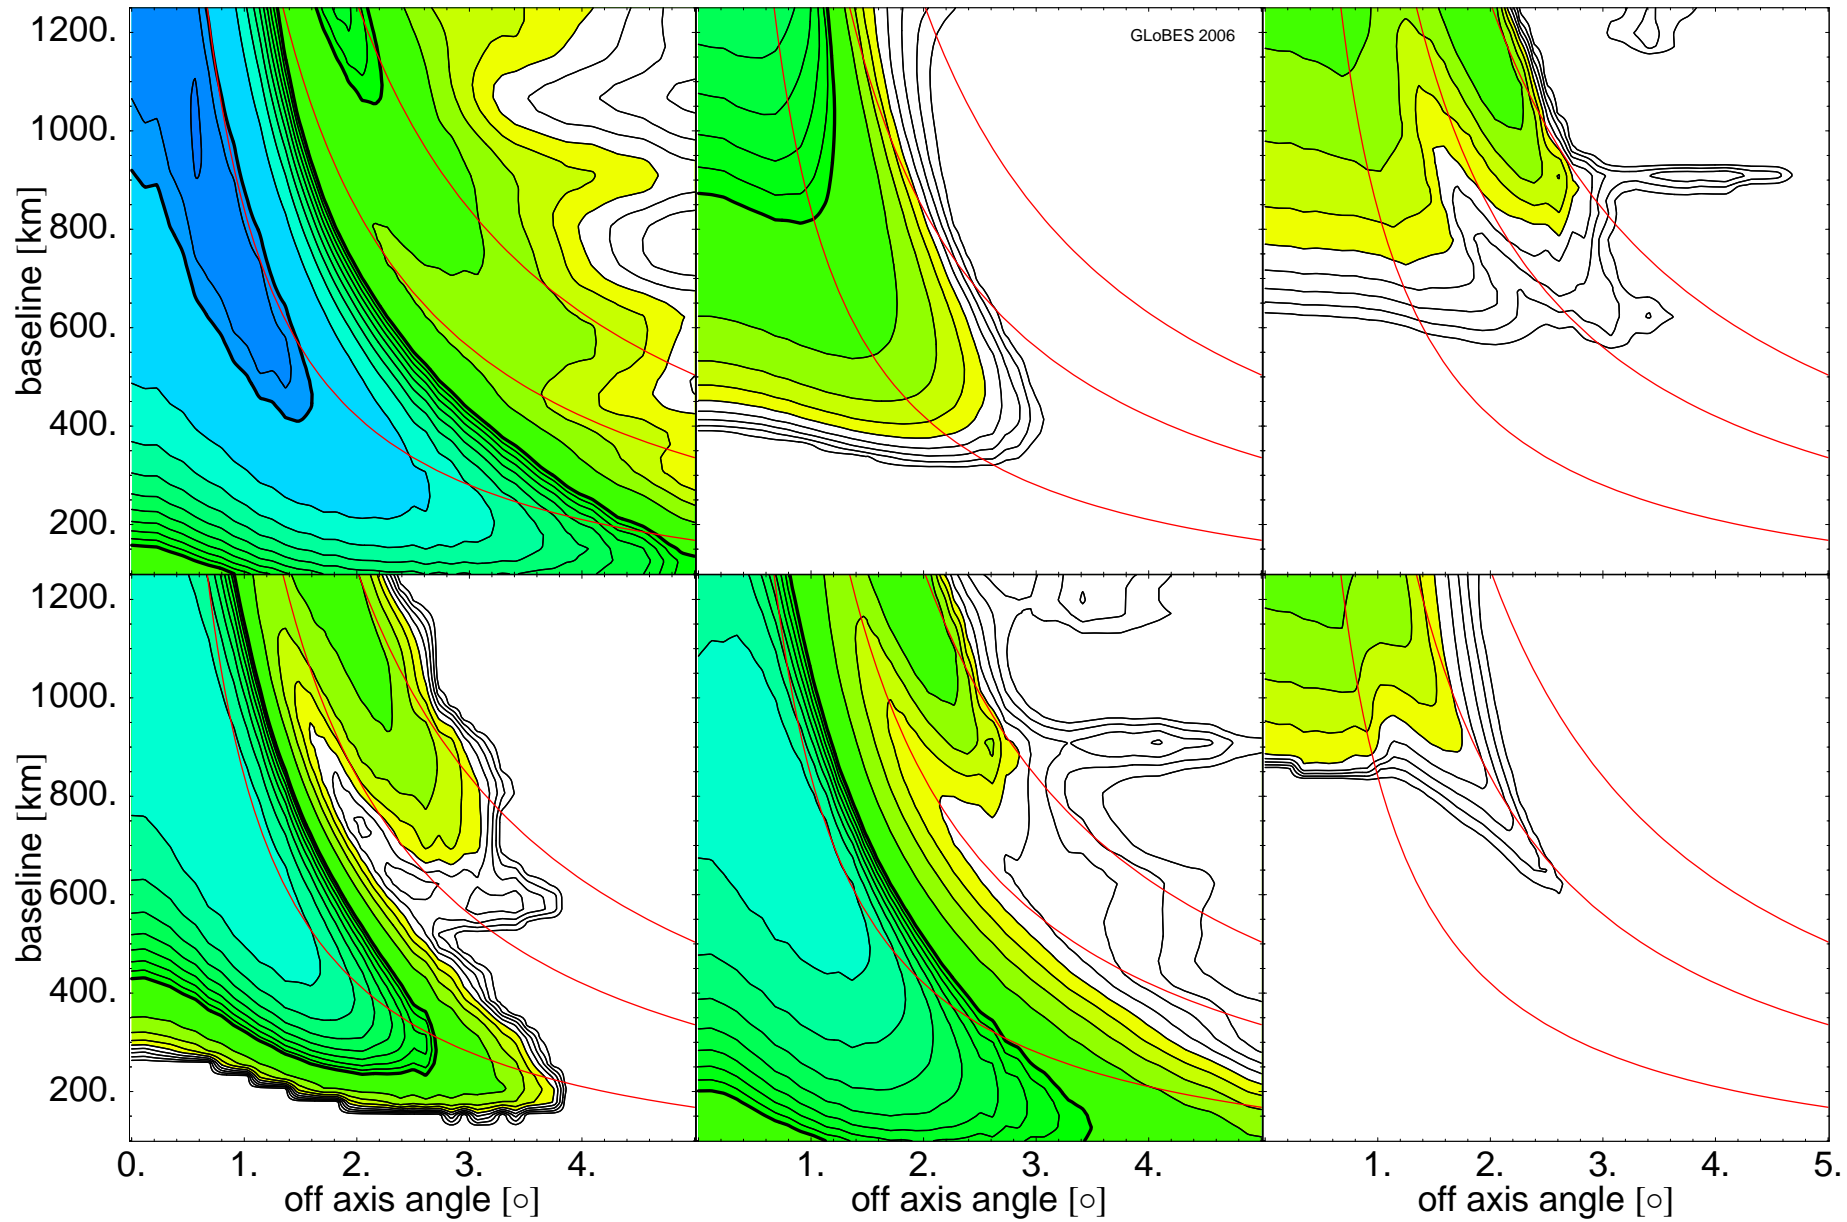 GLoBES 2006
1200.
1000.
800.
600.
400.
200.
baseline [km]
1200.
1000.
800.
600.
400.
200.
baseline [km]
0. 1. 2. 3. 4.
1. 2. 3. 4.
1. 2. 3. 4. 5.
off axis angle [○]
off axis angle [○]
off axis angle [○]